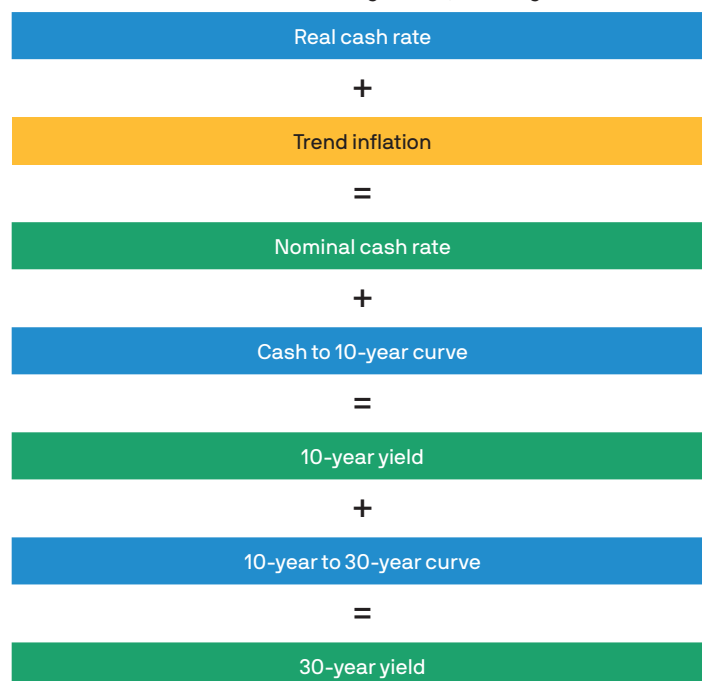 Real cash rate
+
Trend inflation
=
Nominal cash rate
+
Cash to 10-year curve
=
10-year yield
+
10-year to 30-year curve
=
30-year yield